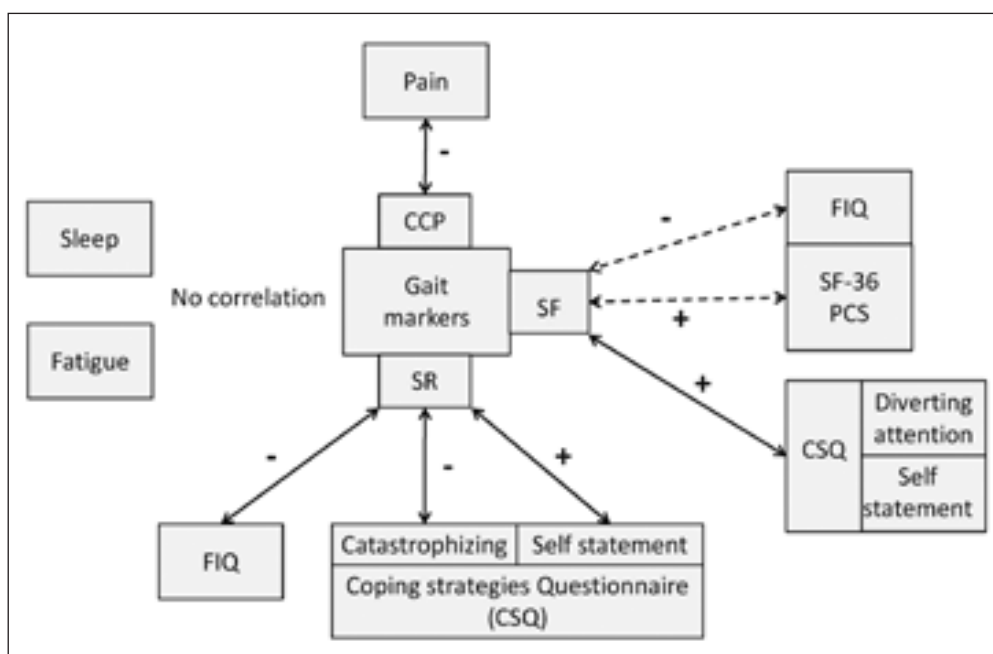 Pain
-
CCP
Sleep
No correlation
Fatigue
Gait
markers
SF
SR
-
FIQ
+
SF-36
PCS
+
CSQ
Diverting
attention
Self
statement
-
-
+
FIQ
Catastrophizing
Self statement
Coping strategies Questionnaire
(CSQ)